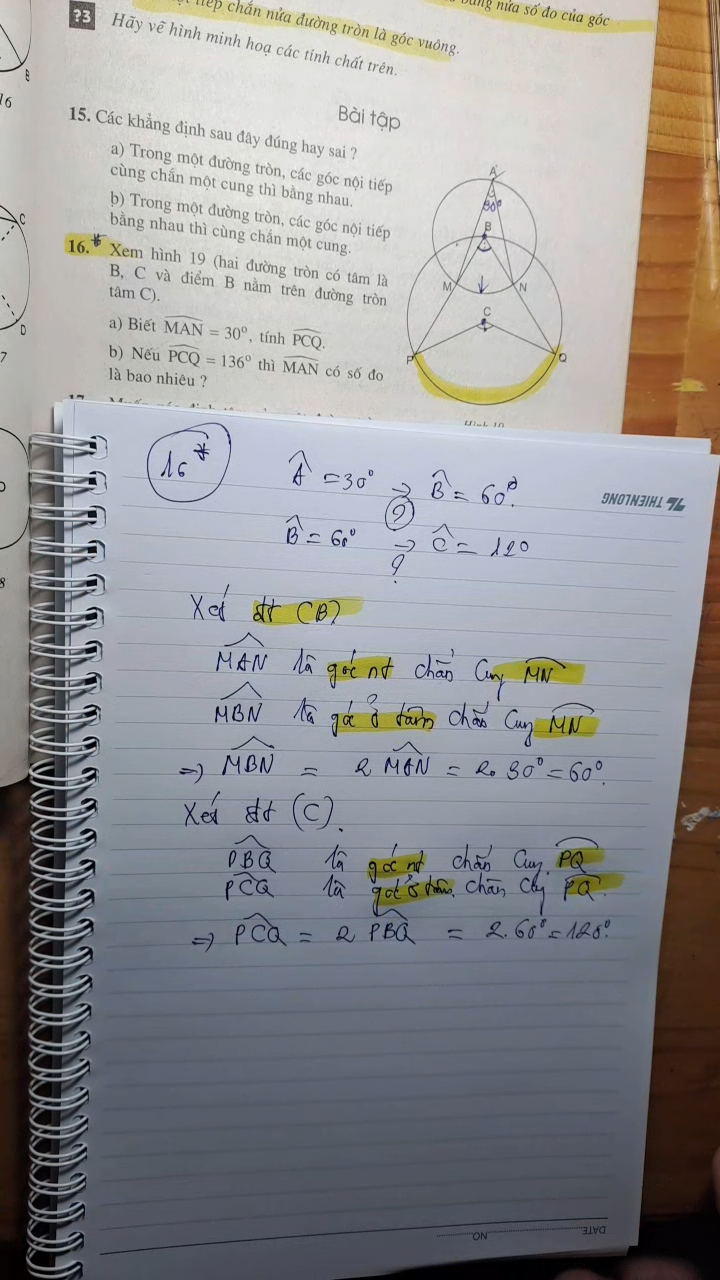 tiếp chắn nửa đường tròn là góc vuông.
bằng nửa số đo của góc
?3 Hãy vẽ hình minh hoạ các tính chất trên.
Bài tập
15. Các khẳng định sau đây đúng hay sai ?
a) Trong một đường tròn, các góc nội tiếp
cùng chắn một cung thì bằng nhau.
b) Trong một đường tròn, các góc nội tiếp
bằng nhau thì cùng chắn một cung.
16.* Xem hình 19 (hai đường tròn có tâm là
B, C và điểm B nằm trên đường tròn
tâm C).
a) Biết MAN = 30°, tính PCQ.
b) Nếu PCQ = 136° thì MAN có số đo
là bao nhiêu ?
A
30°
B
M N
C
P Q
B
16
C
D
7
8
16*
THIENLONG
Â = 30° → B̂ = 60°.
?
B̂ = 60° → Ĉ = 120
?
Xét đt (B)
MAN là góc nt chắn cung MN
MBN là góc ở tâm chắn cung MN
=> MBN = 2 MAN = 2. 30° = 60°.
Xét đt (C).
PBQ là góc nt chắn cung PQ
PCQ là góc ở tâm chắn cung PQ
=> PCQ = 2 PBQ = 2. 60° = 120°.
NO.
DATE